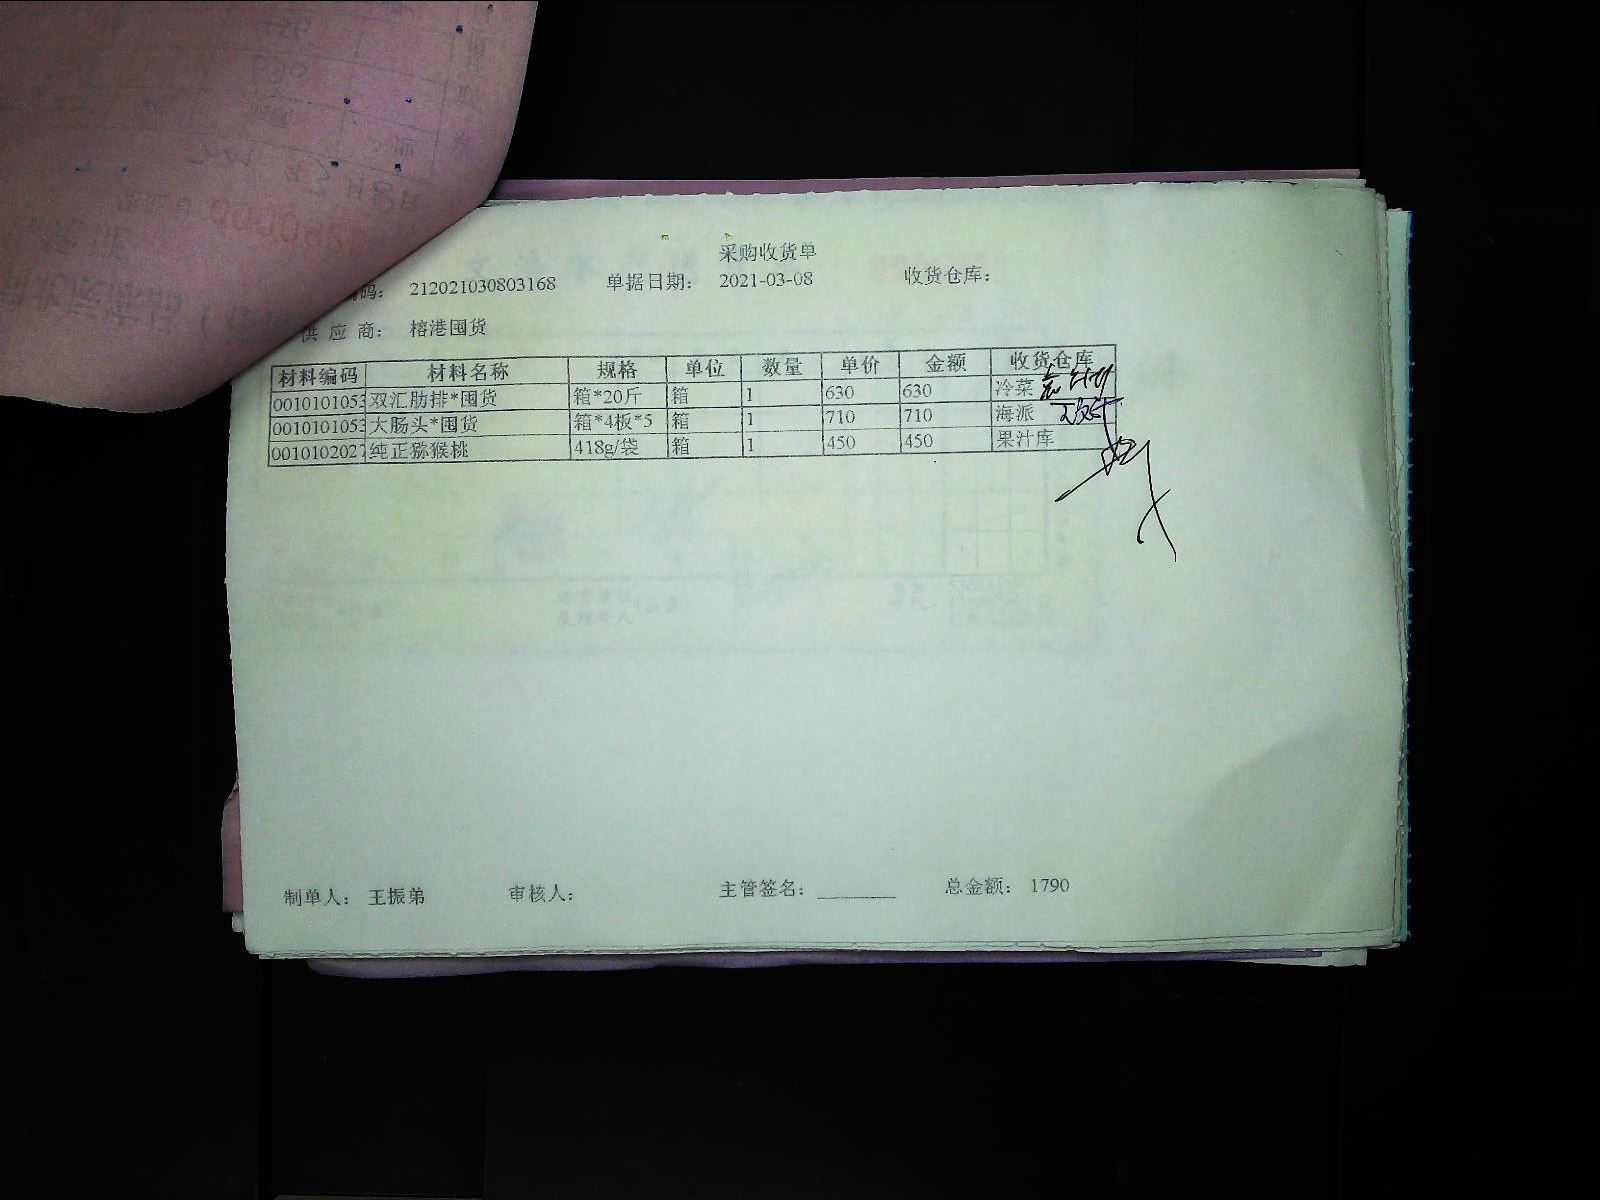 采购收货单
编码： 212021030803168 单据日期： 2021-03-08 收货仓库：
供 应 商： 榕港囤货
材料编码 材料名称 规格 单位 数量 单价 金额 收货仓库
0010101053 双汇肋排*囤货 箱*20斤 箱 1 630 630 冷菜
0010101053 大肠头*囤货 箱*4板*5 箱 1 710 710 海派
0010102027 纯正猕猴桃 418g/袋 箱 1 450 450 果汁库
制单人： 王振弟 审核人： 主管签名： 总金额： 1790